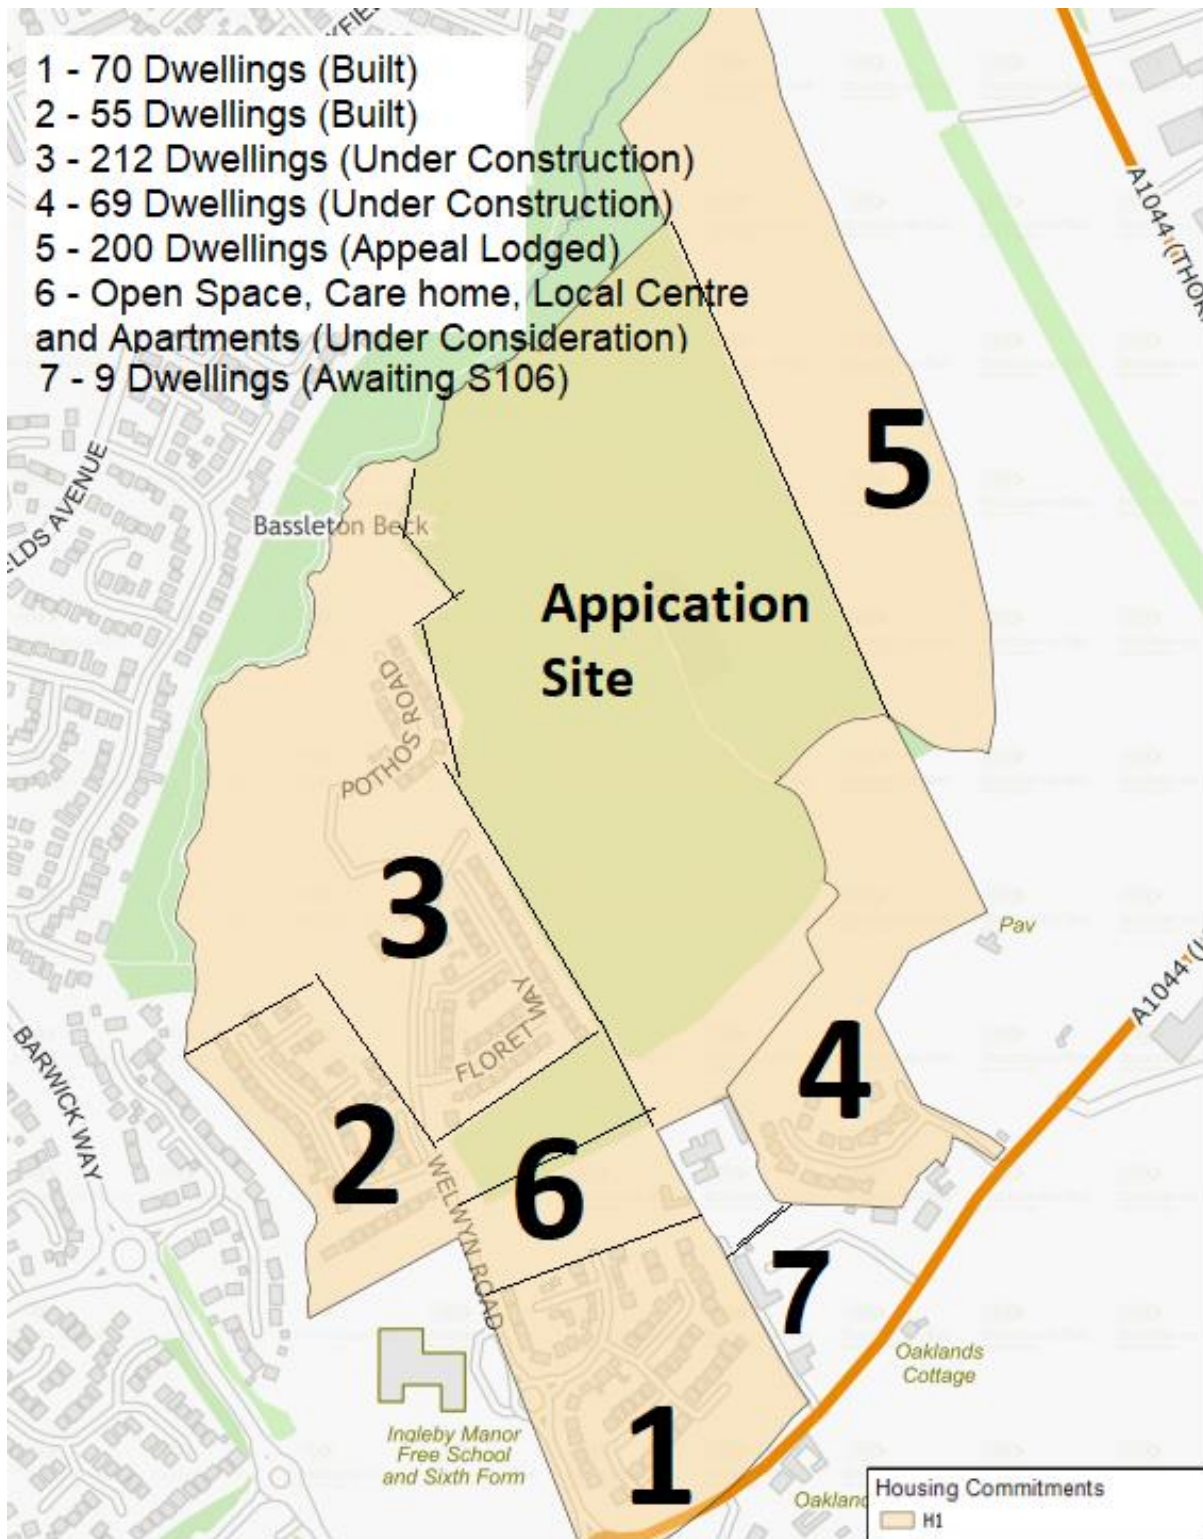 KFIE
1 - 70 Dwellings (Built)
2 - 55 Dwellings (Built)
3 - 212 Dwellings (Under Construction)
4 - 69 Dwellings (Under Construction)
5 - 200 Dwellings (Appeal Lodged)
6 - Open Space, Care home, Local Centre
and Apartments (Under Consideration)
7 - 9 Dwellings (Awaiting S106)
A1044 (THOR
5
ELDS AVENUE
Bassleton Beck
Appication
Site
POTHOS ROAD
3
Pav
A1044
FLORET WAY
4
BARWICK WAY
2
6
WELWYN ROAD
7
Oaklands
Cottage
Ingleby Manor
Free School
and Sixth Form
1
Oakland
Housing Commitments
H1